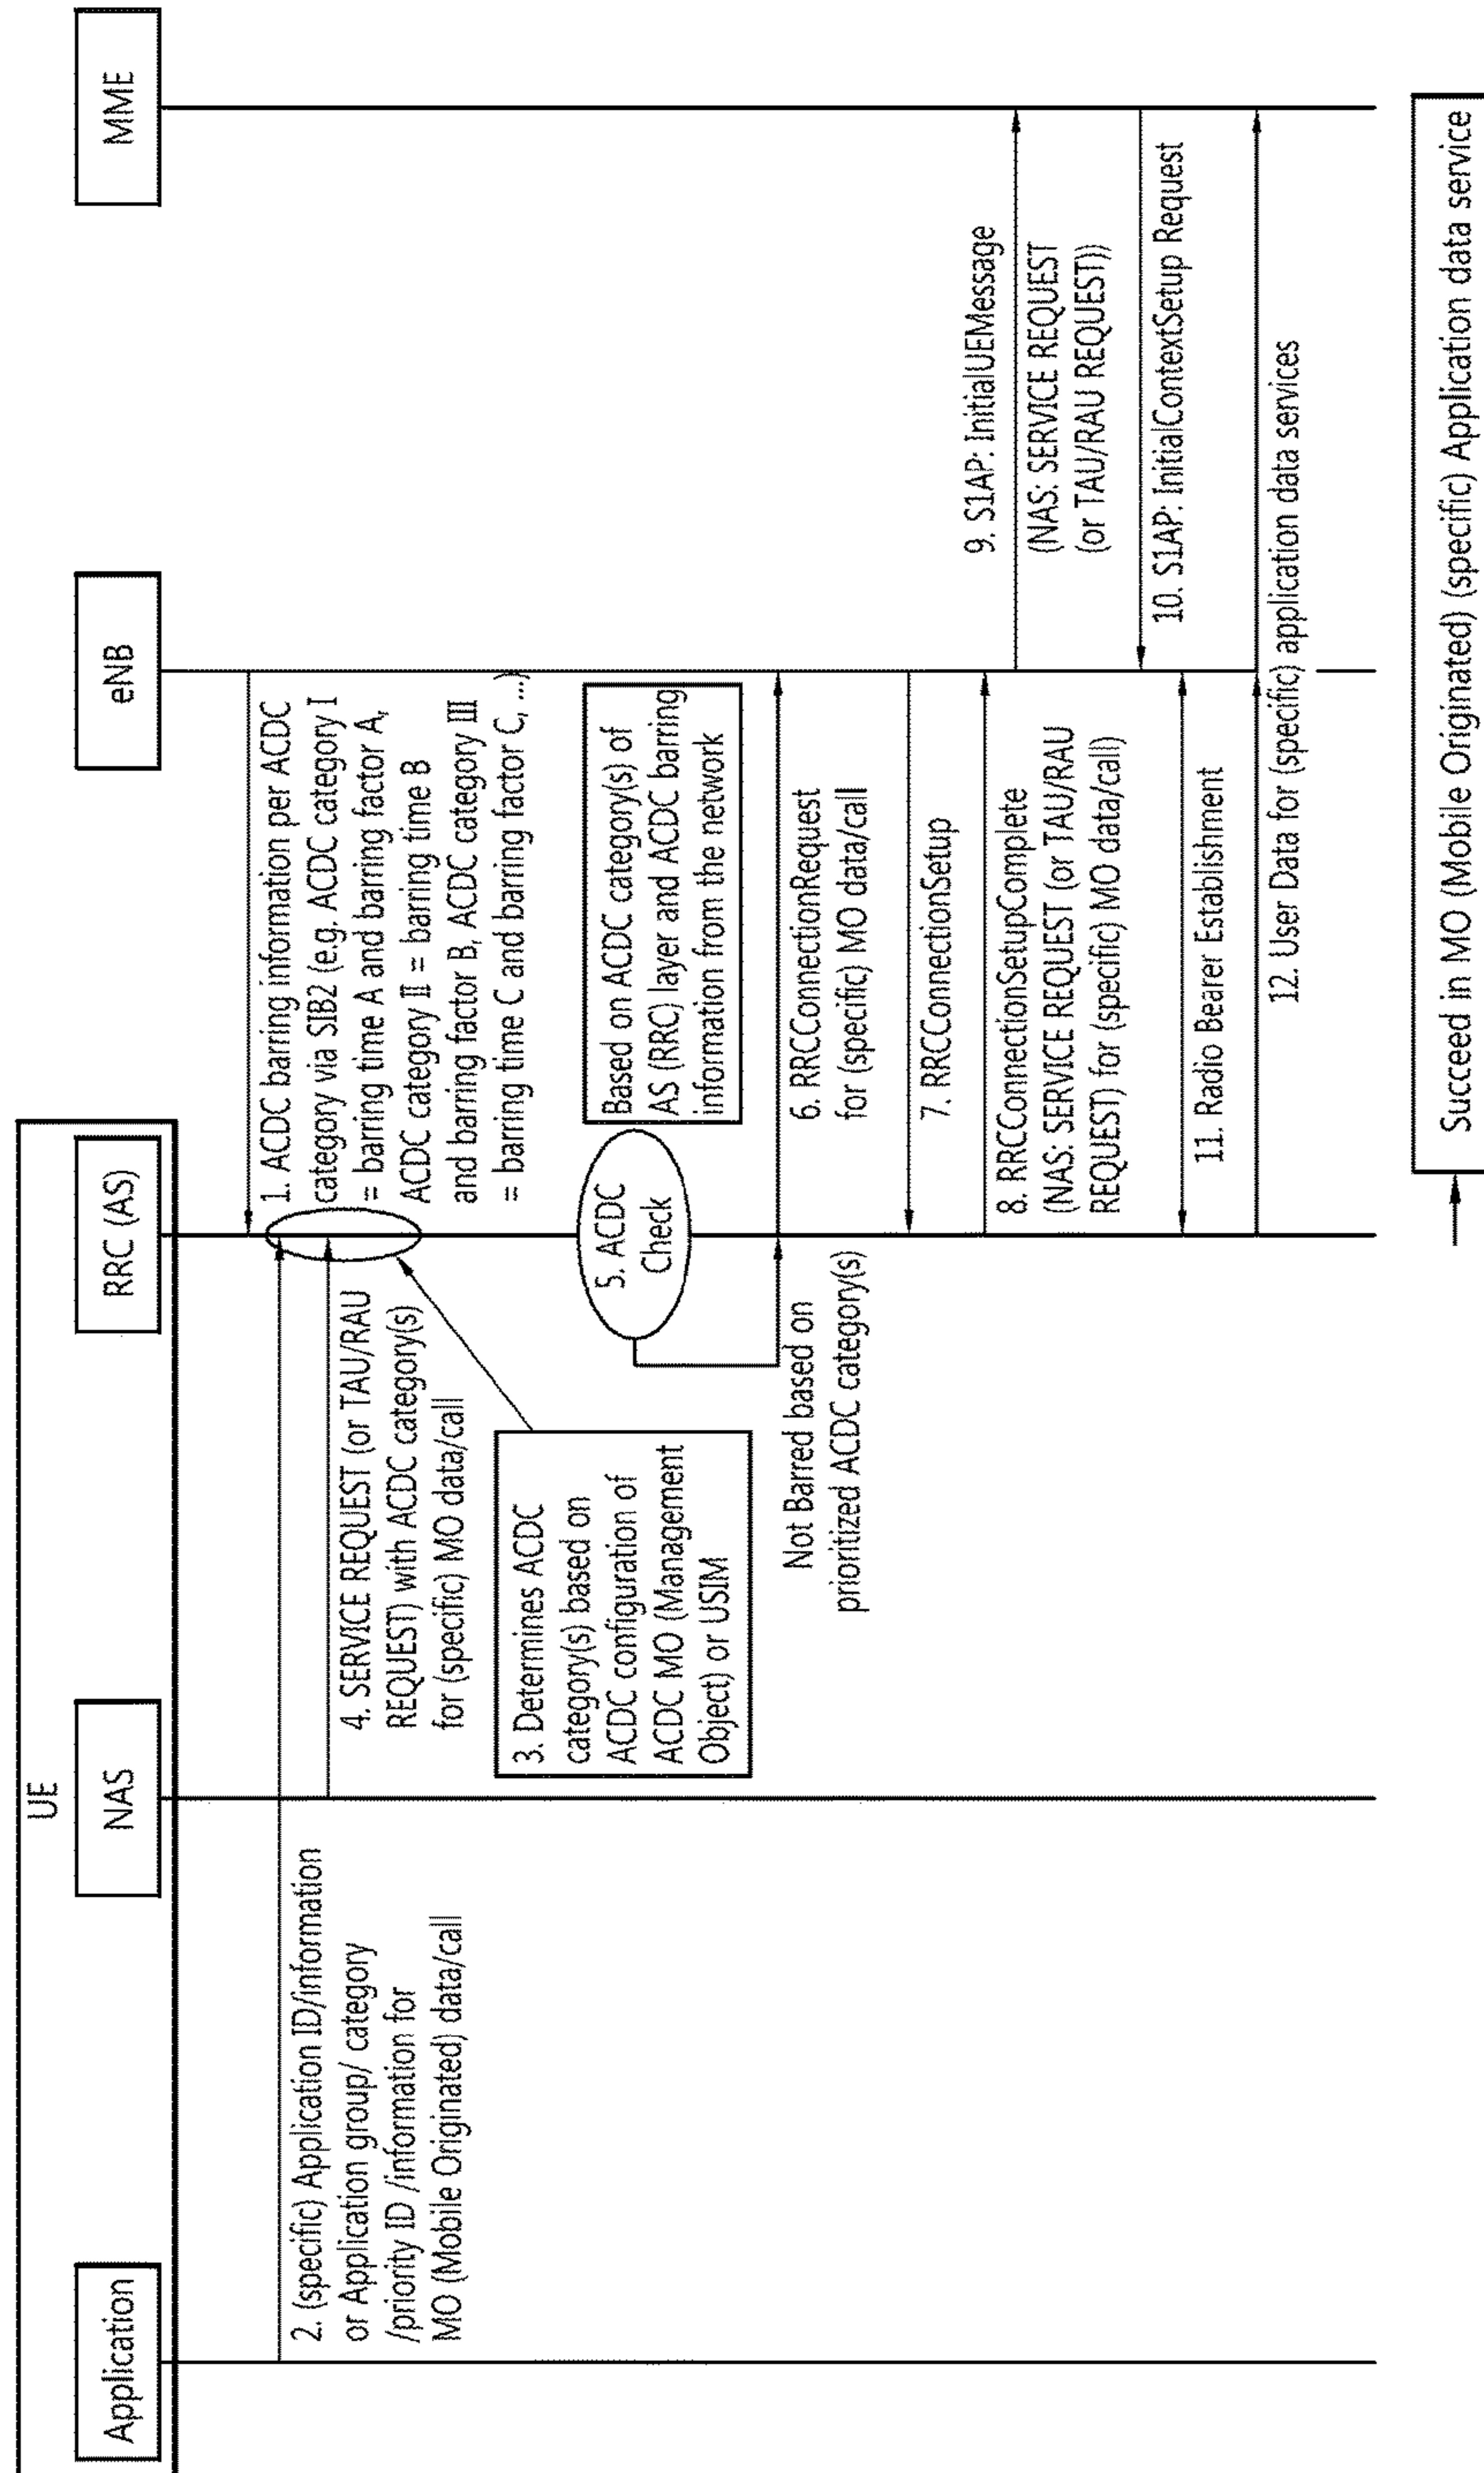 UE
Application
NAS
RRC (AS)
eNB
MME
1. ACDC barring information per ACDC
category via SIB2 (e.g. ACDC category I
= barring time A and barring factor A,
ACDC category II = baring time B
and barring factor B, ACDC category III
= barring time C and barring factor C, ...)
2. (specific) Application ID/information
or Application group/ category
/priority ID /information for
MO (Mobile Originated) data/call
4. SERVICE REQUEST (or TAU/RAU
REQUEST) with ACDC category(s)
for (specific) MO data/call
3. Determines ACDC
category(s) based on
ACDC configuration of
ACDC MO (Management
Object) or USIM
5. ACDC
Check
Based on ACDC category(s) of
AS (RRC) layer and ACDC barring
information from the network
Not Barred based on
prioritized ACDC category(s)
6. RRCConnectionRequest
for (specific) MO data/call
7. RRCConnectionSetup
8. RRCConnectionSetupComplete
(NAS: SERVICE REQUEST (or TAU/RAU
REQUEST) for (specific) MO data/call)
9. S1AP: InitialUEMessage
(NAS: SERVICE REQUEST
(or TAU/RAU REQUEST))
10. S1AP: InitialContextSetup Request
11. Radio Bearer Establishment
12. User Data for (specific) application data services
Succeed in MO (Mobile Originated) (specific) Application data service